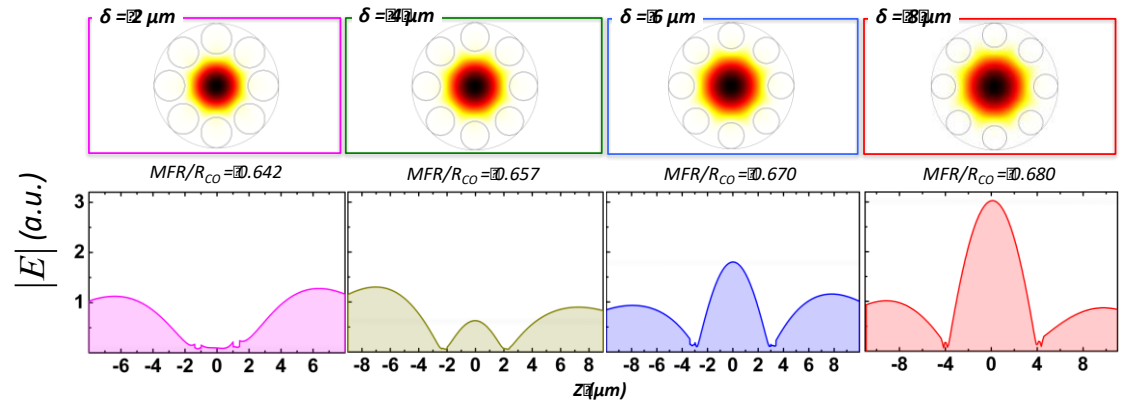 δ = 2 μm δ = 4 μm δ = 6 μm δ = 8 μm
MFR/R_CO = 0.642 MFR/R_CO = 0.657 MFR/R_CO = 0.670 MFR/R_CO = 0.680
|E| (a.u.)
3
2
1
-6 -4 -2 0 2 4 6 -8 -6 -4 -2 0 2 4 6 8 -8 -6 -4 -2 0 2 4 6 8 -8 -4 0 4 8
Z (μm)